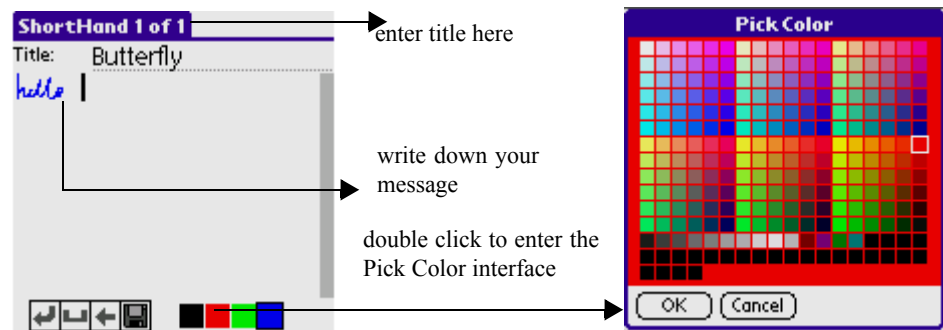 ShortHand 1 of 1
enter title here
Title: Butterfly
hello
write down your
message
double click to enter the
Pick Color interface
Pick Color
OK Cancel